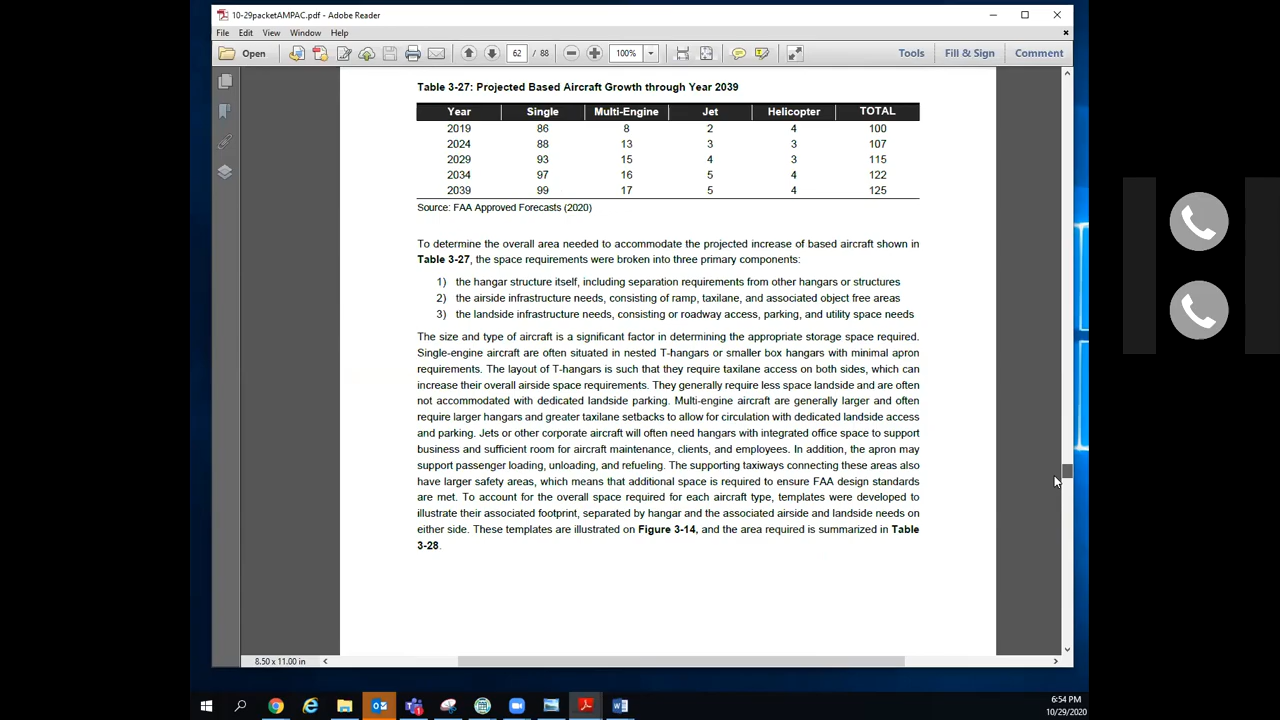 10-29packetAMPAC.pdf - Adobe Reader
File Edit View Window Help
Open 62 / 88 100% Tools Fill & Sign Comment
Table 3-27: Projected Based Aircraft Growth through Year 2039
Year Single Multi-Engine Jet Helicopter TOTAL
2019 86 8 2 4 100
2024 88 13 3 3 107
2029 93 15 4 3 115
2034 97 16 5 4 122
2039 99 17 5 4 125
Source: FAA Approved Forecasts (2020)
To determine the overall area needed to accommodate the projected increase of based aircraft shown in
Table 3-27, the space requirements were broken into three primary components:
1) the hangar structure itself, including separation requirements from other hangars or structures
2) the airside infrastructure needs, consisting of ramp, taxilane, and associated object free areas
3) the landside infrastructure needs, consisting or roadway access, parking, and utility space needs
The size and type of aircraft is a significant factor in determining the appropriate storage space required.
Single-engine aircraft are often situated in nested T-hangars or smaller box hangars with minimal apron
requirements. The layout of T-hangars is such that they require taxilane access on both sides, which can
increase their overall airside space requirements. They generally require less space landside and are often
not accommodated with dedicated landside parking. Multi-engine aircraft are generally larger and often
require larger hangars and greater taxilane setbacks to allow for circulation with dedicated landside access
and parking. Jets or other corporate aircraft will often need hangars with integrated office space to support
business and sufficient room for aircraft maintenance, clients, and employees. In addition, the apron may
support passenger loading, unloading, and refueling. The supporting taxiways connecting these areas also
have larger safety areas, which means that additional space is required to ensure FAA design standards
are met. To account for the overall space required for each aircraft type, templates were developed to
illustrate their associated footprint, separated by hangar and the associated airside and landside needs on
either side. These templates are illustrated on Figure 3-14, and the area required is summarized in Table
3-28.
8.50 x 11.00 in
6:54 PM
10/29/2020